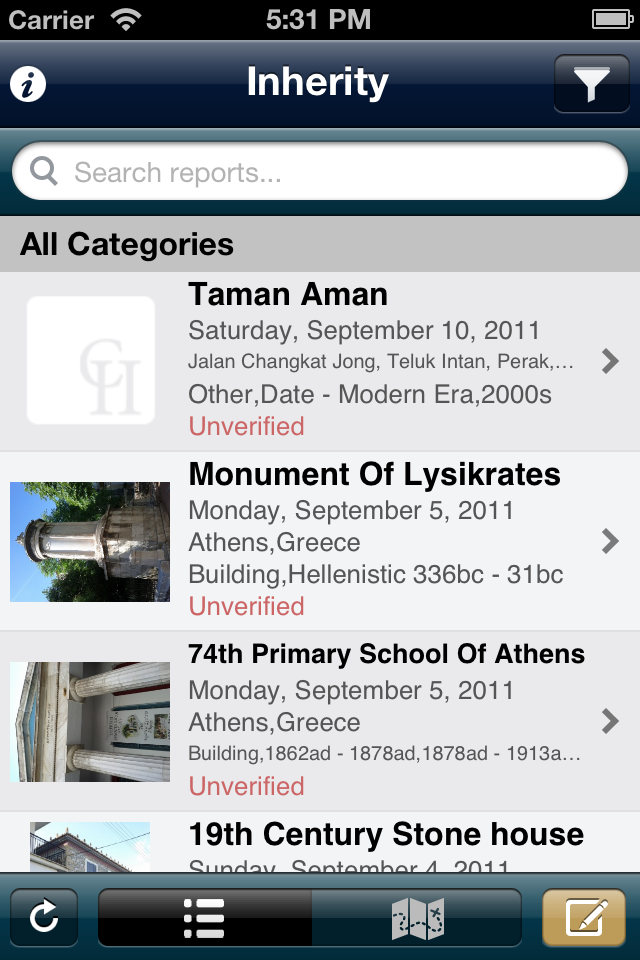 Carrier 5:31 PM
Inherity
Search reports...
All Categories
CH
Taman Aman
Saturday, September 10, 2011
Jalan Changkat Jong, Teluk Intan, Perak,...
Other,Date - Modern Era,2000s
Unverified
Monument Of Lysikrates
Monday, September 5, 2011
Athens,Greece
Building,Hellenistic 336bc - 31bc
Unverified
74th Primary School Of Athens
Monday, September 5, 2011
Athens,Greece
Building,1862ad - 1878ad,1878ad - 1913a...
Unverified
19th Century Stone house
Sunday, September 4, 2011